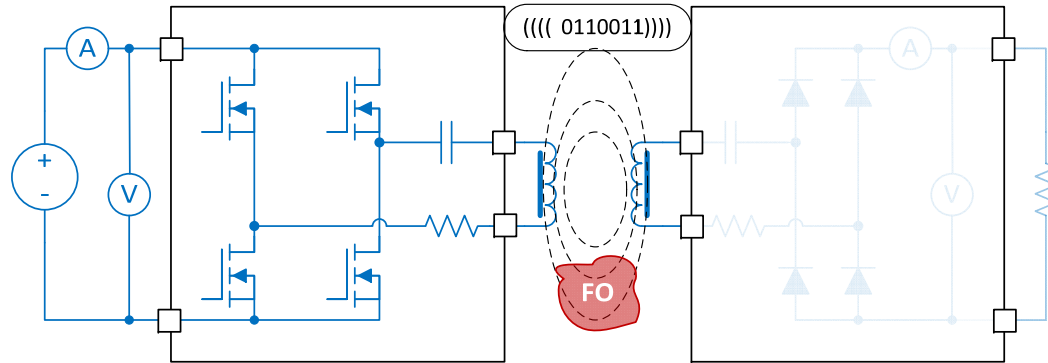 (((( 0110011))))
A
A
+
-
V
V
FO